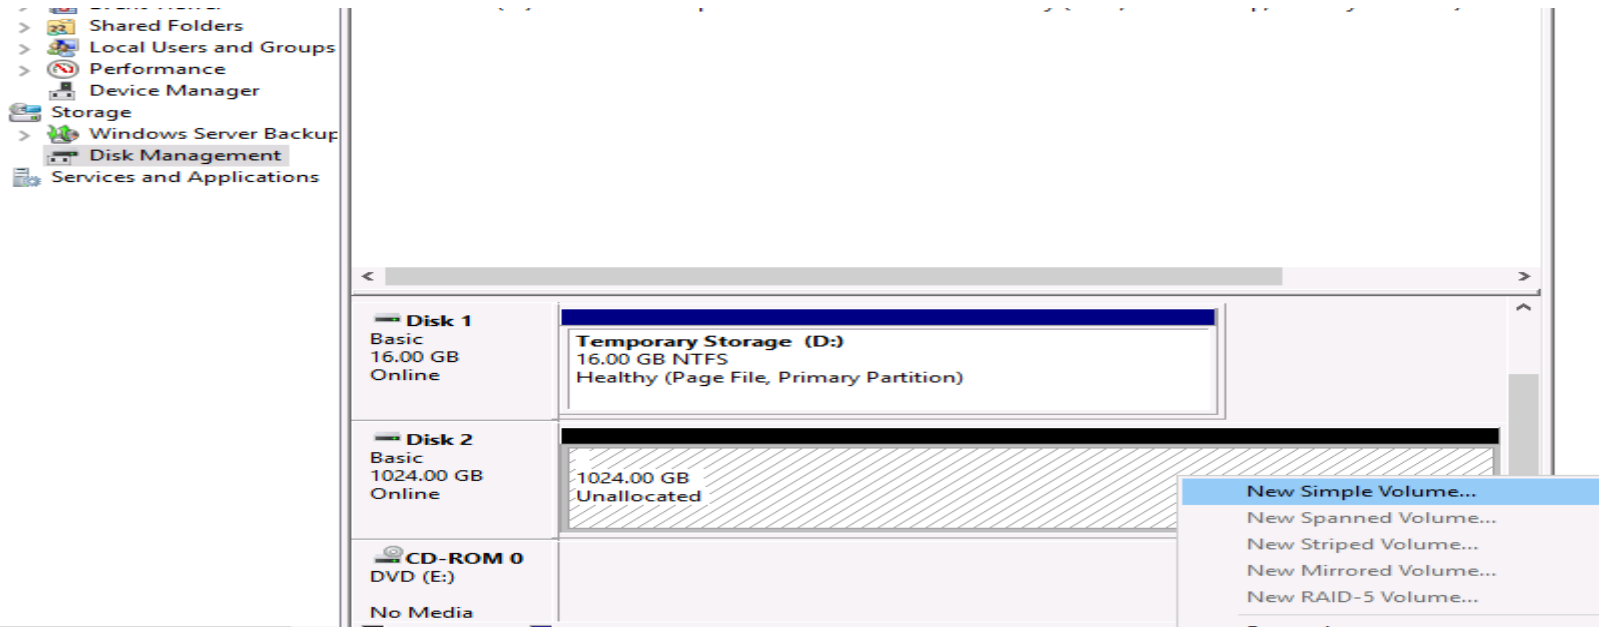 Shared Folders
Local Users and Groups
Performance
Device Manager
Storage
Windows Server Backup
Disk Management
Services and Applications
Disk 1
Basic
16.00 GB
Online
Temporary Storage (D:)
16.00 GB NTFS
Healthy (Page File, Primary Partition)
Disk 2
Basic
1024.00 GB
Online
1024.00 GB
Unallocated
CD-ROM 0
DVD (E:)
No Media
New Simple Volume...
New Spanned Volume...
New Striped Volume...
New Mirrored Volume...
New RAID-5 Volume...